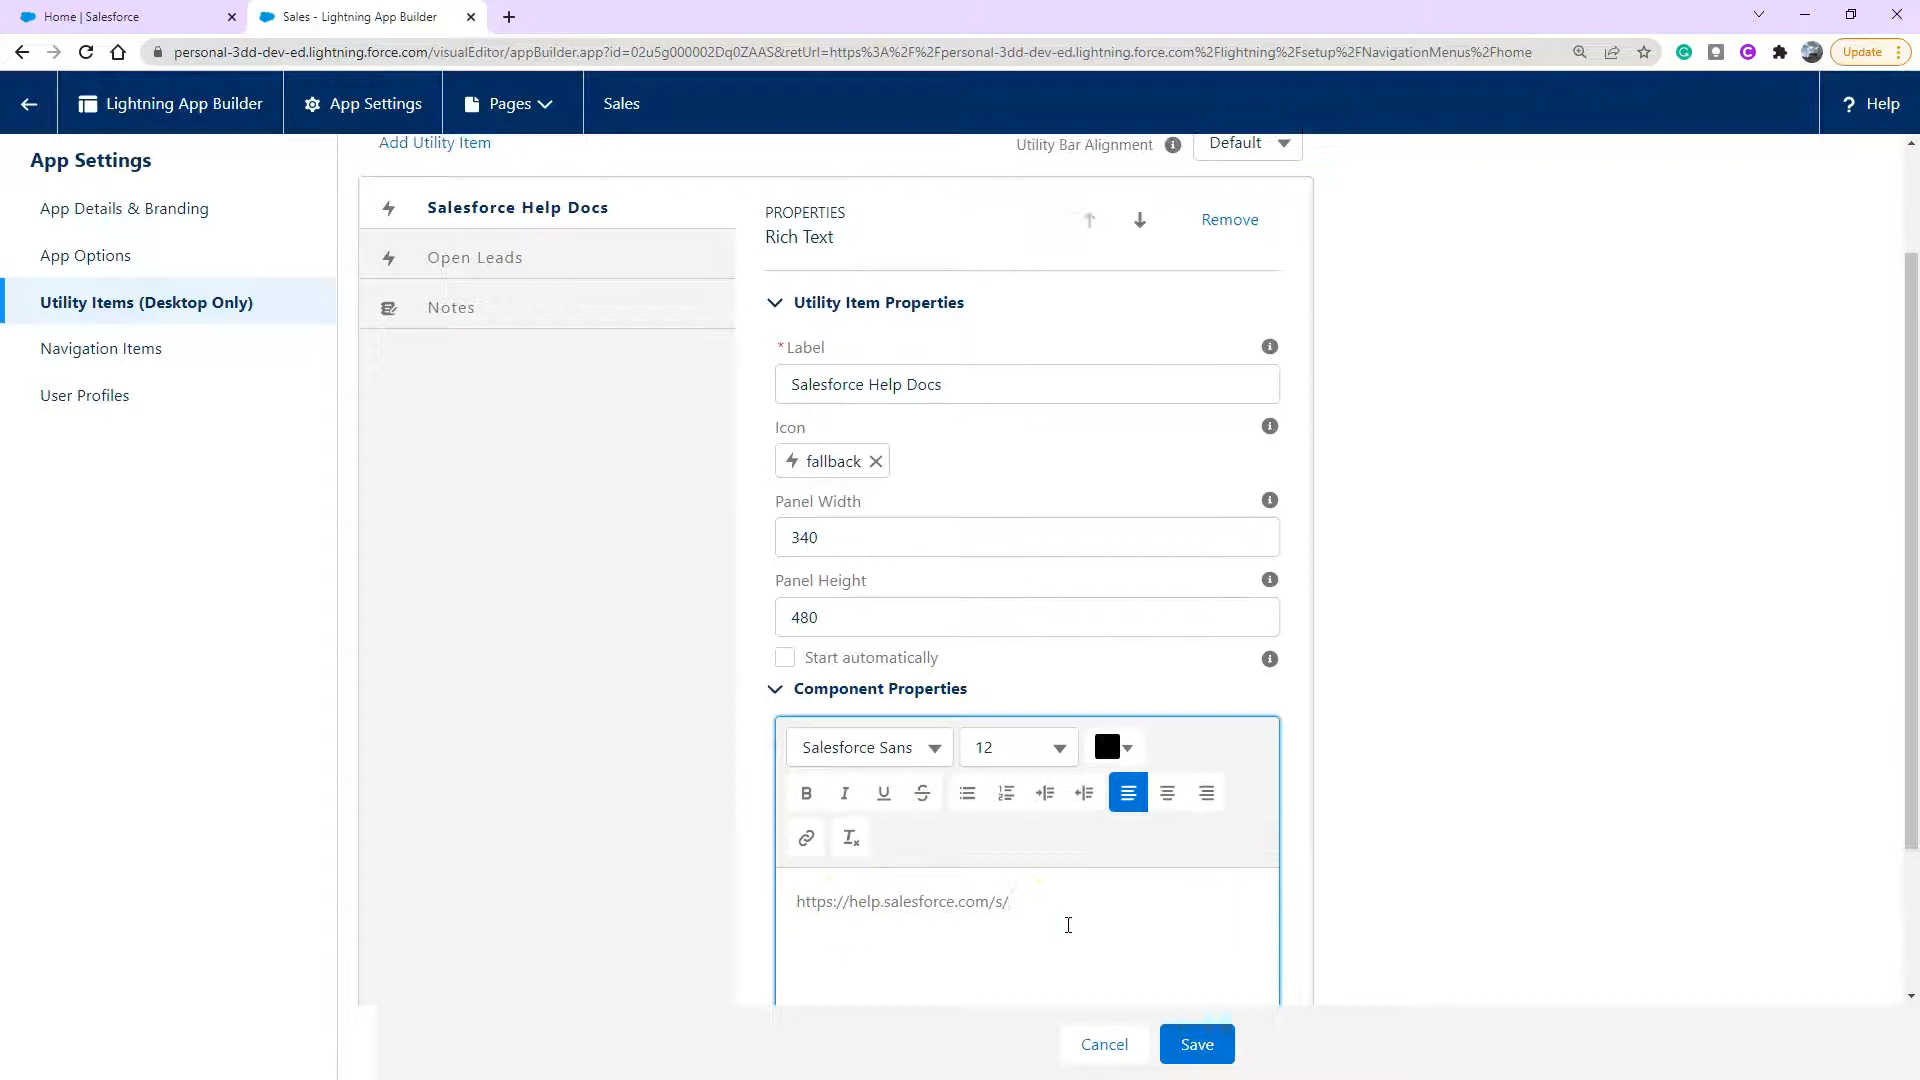 Home | Salesforce
Sales - Lightning App Builder
personal-3dd-dev-ed.lightning.force.com/visualEditor/appBuilder.app?id=02u5g000002Dq0ZAAS&retUrl=https%3A%2F%2Fpersonal-3dd-dev-ed.lightning.force.com%2Flightning%2Fsetup%2FNavigationMenus%2Fhome
Update
Lightning App Builder
App Settings
Pages
Sales
? Help
App Settings
App Details & Branding
App Options
Utility Items (Desktop Only)
Navigation Items
User Profiles
Add Utility Item
Utility Bar Alignment
Default
Salesforce Help Docs
Open Leads
Notes
PROPERTIES
Rich Text
Remove
Utility Item Properties
* Label
Salesforce Help Docs
Icon
fallback
Panel Width
340
Panel Height
480
Start automatically
Component Properties
Salesforce Sans
12
https://help.salesforce.com/s/
Cancel
Save